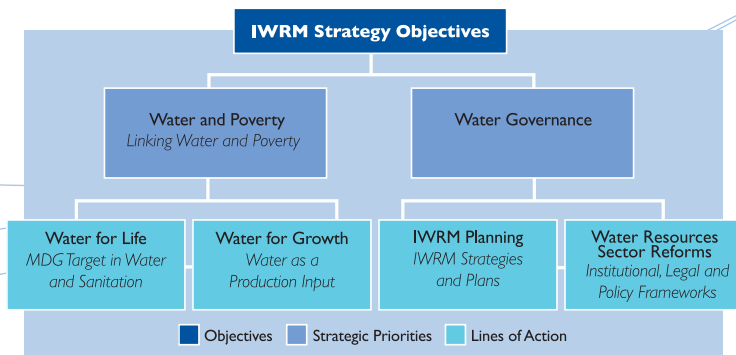 IWRM Strategy Objectives
Water and Poverty
Linking Water and Poverty
Water Governance
Water for Life
MDG Target in Water
and Sanitation
Water for Growth
Water as a
Production Input
IWRM Planning
IWRM Strategies
and Plans
Water Resources
Sector Reforms
Institutional, Legal and
Policy Frameworks
Objectives
Strategic Priorities
Lines of Action